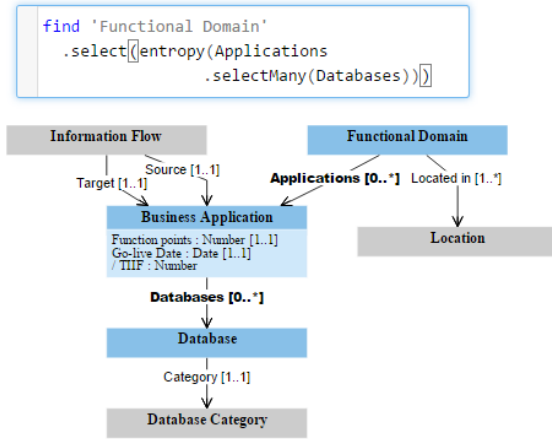 find 'Functional Domain'
.select(entropy(Applications
.selectMany(Databases)))
Information Flow
Functional Domain
Source [1..1]
Target [1..1]
Applications [0..*]
Located in [1..*]
Business Application
Function points : Number [1..1]
Go-live Date : Date [1..1]
/ TIIF : Number
Location
Databases [0..*]
Database
Category [1..1]
Database Category